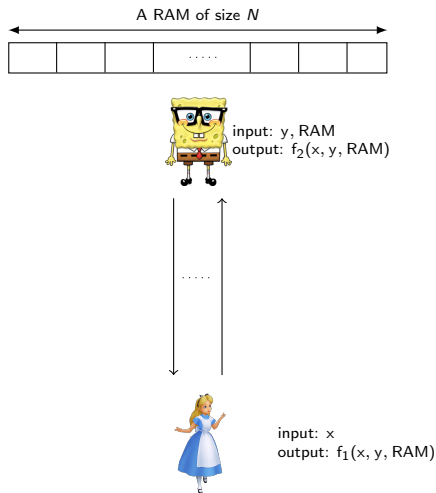 A RAM of size N
. . . . .
input: y, RAM
output: f₂(x, y, RAM)
. . . . .
input: x
output: f₁(x, y, RAM)